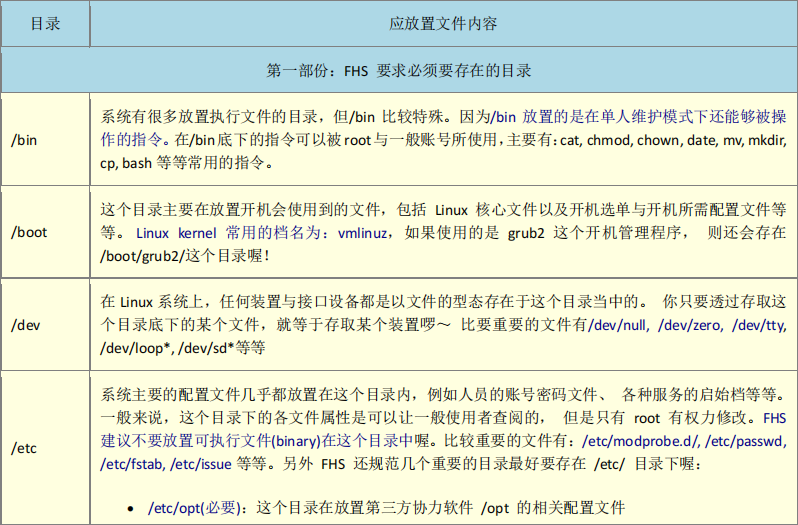 目录 应放置文件内容
第一部份：FHS 要求必须要存在的目录
/bin
系统有很多放置执行文件的目录，但/bin 比较特殊。因为/bin 放置的是在单人维护模式下还能够被
操作的指令。在/bin底下的指令可以被root与一般账号所使用，主要有：cat, chmod, chown, date, mv, mkdir,
cp, bash 等等常用的指令。
/boot
这个目录主要在放置开机会使用到的文件，包括 Linux 核心文件以及开机选单与开机所需配置文件等
等。 Linux kernel 常用的档名为：vmlinuz，如果使用的是 grub2 这个开机管理程序， 则还会存在
/boot/grub2/这个目录喔！
/dev
在 Linux 系统上，任何装置与接口设备都是以文件的型态存在于这个目录当中的。 你只要透过存取这
个目录底下的某个文件，就等于存取某个装置啰～ 比要重要的文件有/dev/null, /dev/zero, /dev/tty,
/dev/loop*, /dev/sd*等等
/etc
系统主要的配置文件几乎都放置在这个目录内，例如人员的账号密码文件、 各种服务的启始档等等。
一般来说，这个目录下的各文件属性是可以让一般使用者查阅的， 但是只有 root 有权力修改。FHS
建议不要放置可执行文件(binary)在这个目录中喔。比较重要的文件有：/etc/modprobe.d/, /etc/passwd,
/etc/fstab, /etc/issue 等等。另外 FHS 还规范几个重要的目录最好要存在 /etc/ 目录下喔：
• /etc/opt(必要)：这个目录在放置第三方协力软件 /opt 的相关配置文件